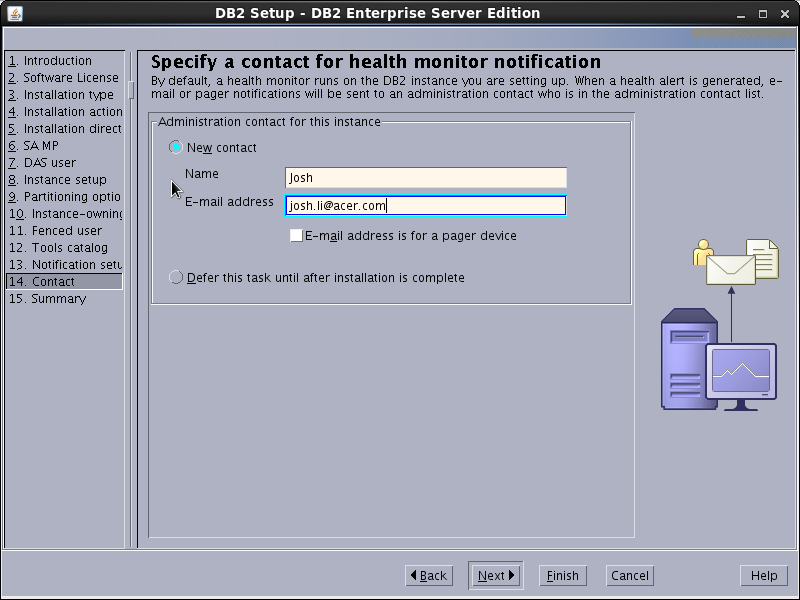 DB2 Setup - DB2 Enterprise Server Edition
1. Introduction
2. Software License
3. Installation type
4. Installation action
5. Installation direct
6. SA MP
7. DAS user
8. Instance setup
9. Partitioning optio
10. Instance-owning
11. Fenced user
12. Tools catalog
13. Notification setu
14. Contact
15. Summary
Specify a contact for health monitor notification
By default, a health monitor runs on the DB2 instance you are setting up. When a health alert is generated, e-
mail or pager notifications will be sent to an administration contact who is in the administration contact list.
Administration contact for this instance
New contact
Name
Josh
E-mail address
josh.li@acer.com
E-mail address is for a pager device
Defer this task until after installation is complete
Back
Next
Finish
Cancel
Help